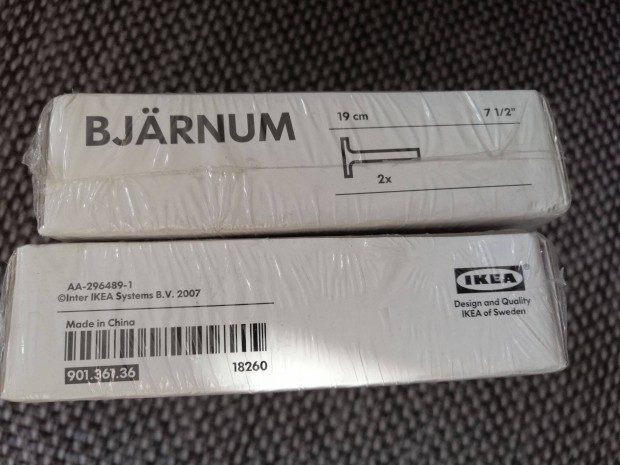 BJÄRNUM
19 cm 7 1/2"
2x
AA-296489-1
©Inter IKEA Systems B.V. 2007
Made in China
901.361.36 18260
IKEA
Design and Quality
IKEA of Sweden